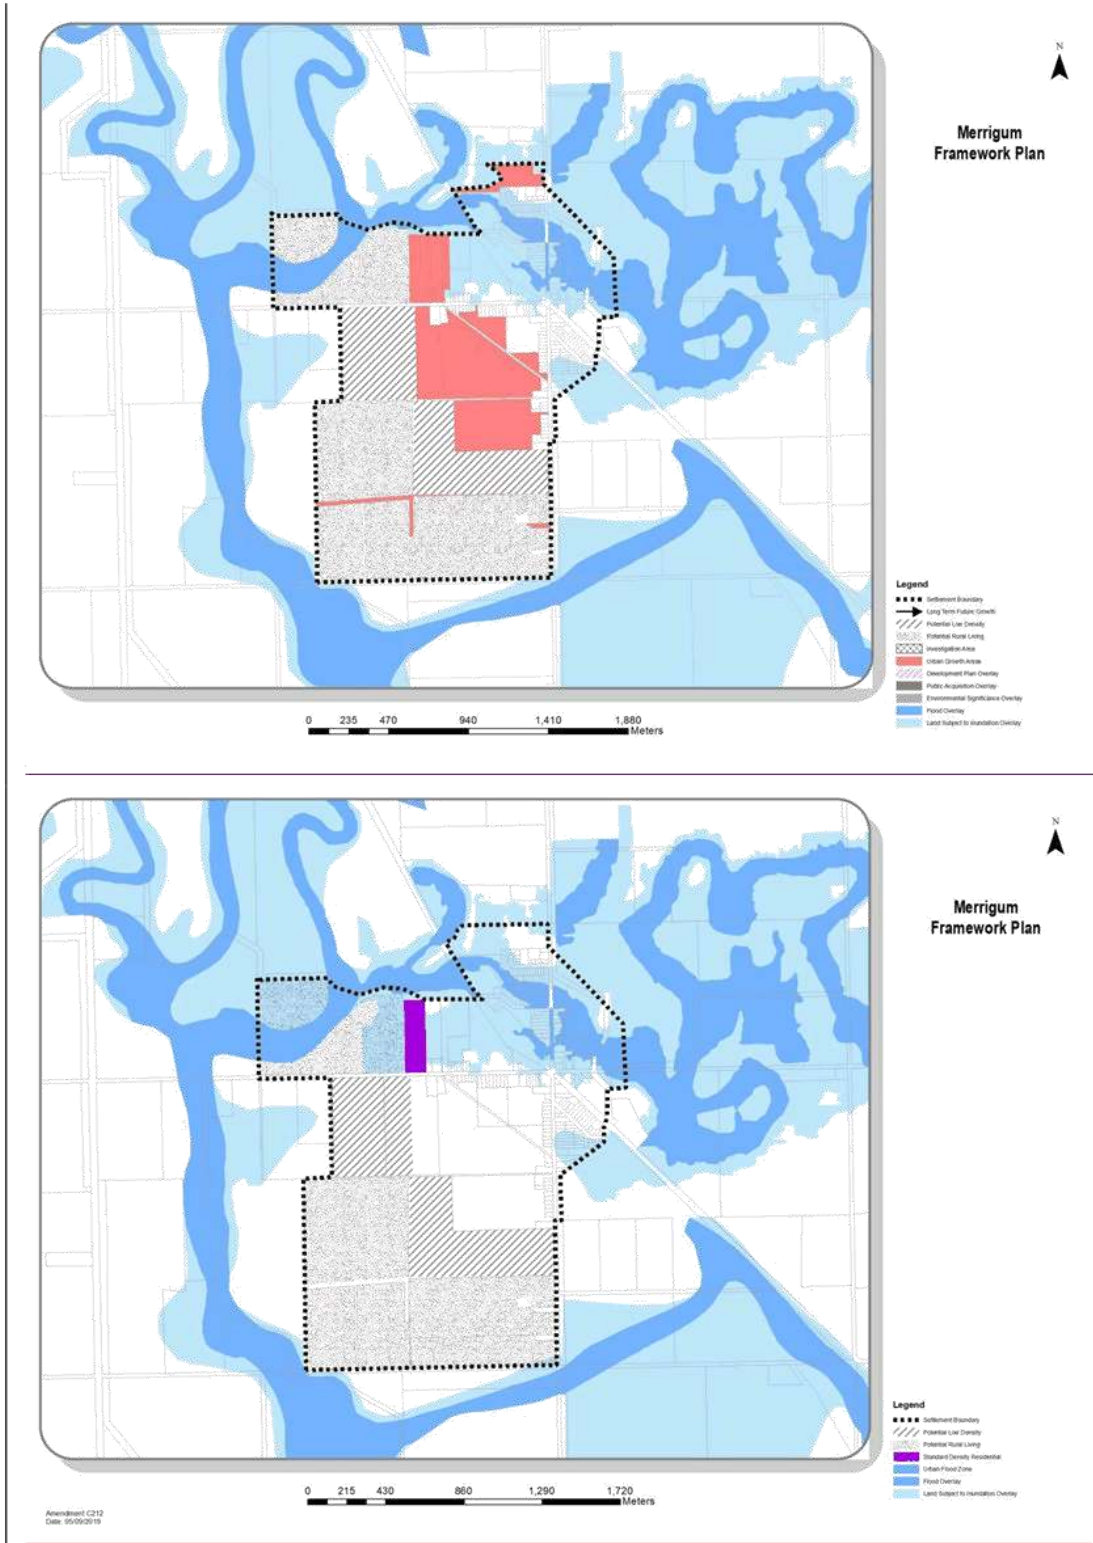 N
Merrigum
Framework Plan
Legend
Settlement Boundary
Long Term Future Growth
Potential Low Density
Potential Rural Living
Investigation Area
Urban Growth Areas
Development Plan Overlay
Public Acquisition Overlay
Environmental Significance Overlay
Flood Overlay
Land Subject to Inundation Overlay
0 235 470 940 1,410 1,880
Meters
N
Merrigum
Framework Plan
Legend
Settlement Boundary
Potential Low Density
Potential Rural Living
Standard Density Residential
Urban Flood Zone
Flood Overlay
Land Subject to Inundation Overlay
0 215 430 860 1,290 1,720
Meters
Amendment C212
Date: 05/09/2019